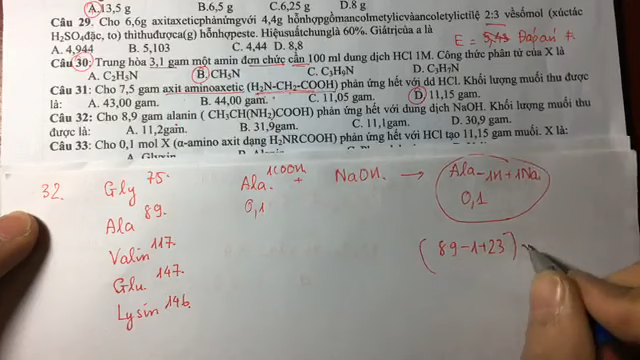 A. 13,5 g B.6,5 g C.6,25 g D.8 g
Câu 29. Cho 6,6g axitaxeticphảnứngvới 4,4g hỗnhợpgồmancolmetylicvàancoletylictỉlệ 2:3 vềsốmol (xúctác
H₂SO₄đặc, to) thìthuđượca(g) hỗnhợpeste. Hiệusuấtchunglà 60%. Giátrịcủa a là
A. 4,944 B. 5,103 C. 4,44 D. 8,8
E = 5,43 Đáp án ≠.
Câu 30: Trung hòa 3,1 gam một amin đơn chức cần 100 ml dung dịch HCl 1M. Công thức phân tử của X là
A. C₂H₅N B. CH₅N C. C₃H₉N D. C₃H₇N
Câu 31: Cho 7,5 gam axit aminoaxetic (H₂N-CH₂-COOH) phản ứng hết với dd HCl. Khối lượng muối thu được
là: A. 43,00 gam. B. 44,00 gam. C. 11,05 gam. D. 11,15 gam.
Câu 32: Cho 8,9 gam alanin ( CH₃CH(NH₂)COOH) phản ứng hết với dung dịch NaOH. Khối lượng muối thu
được là: A. 11,2gam. B. 31,9gam. C. 11,1gam. D. 30,9 gam.
Câu 33: Cho 0,1 mol X (α-amino axit dạng H₂NRCOOH) phản ứng hết với HCl tạo 11,15 gam muối. X là:
A. Glyxin
32. Gly 75. Ala 1COOH + NaOH → Ala -1H+1Na
Ala 89. 0,1 0,1
Valin 117. (89-1+23)
Glu 147.
Lysin 146.